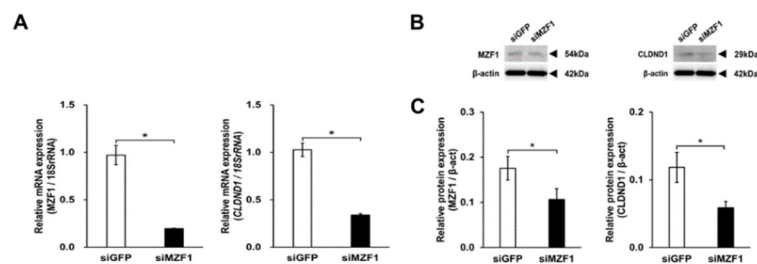 A
Relative mRNA expression
(MZF1 / 18SrRNA)
1.5
1.0
0.5
0.0
*
siGFP siMZF1
Relative mRNA expression
(CLDND1 / 18SrRNA)
1.5
1.0
0.5
0.0
*
siGFP siMZF1
B
siGFP siMZF1
MZF1 54kDa
β-actin 42kDa
siGFP siMZF1
CLDND1 29kDa
β-actin 42kDa
C
Relative protein expression
(MZF1 / β-act)
0.3
0.2
0.1
0.0
*
siGFP siMZF1
Relative protein expression
(CLDND1 / β-act)
0.2
0.1
0.0
*
siGFP siMZF1